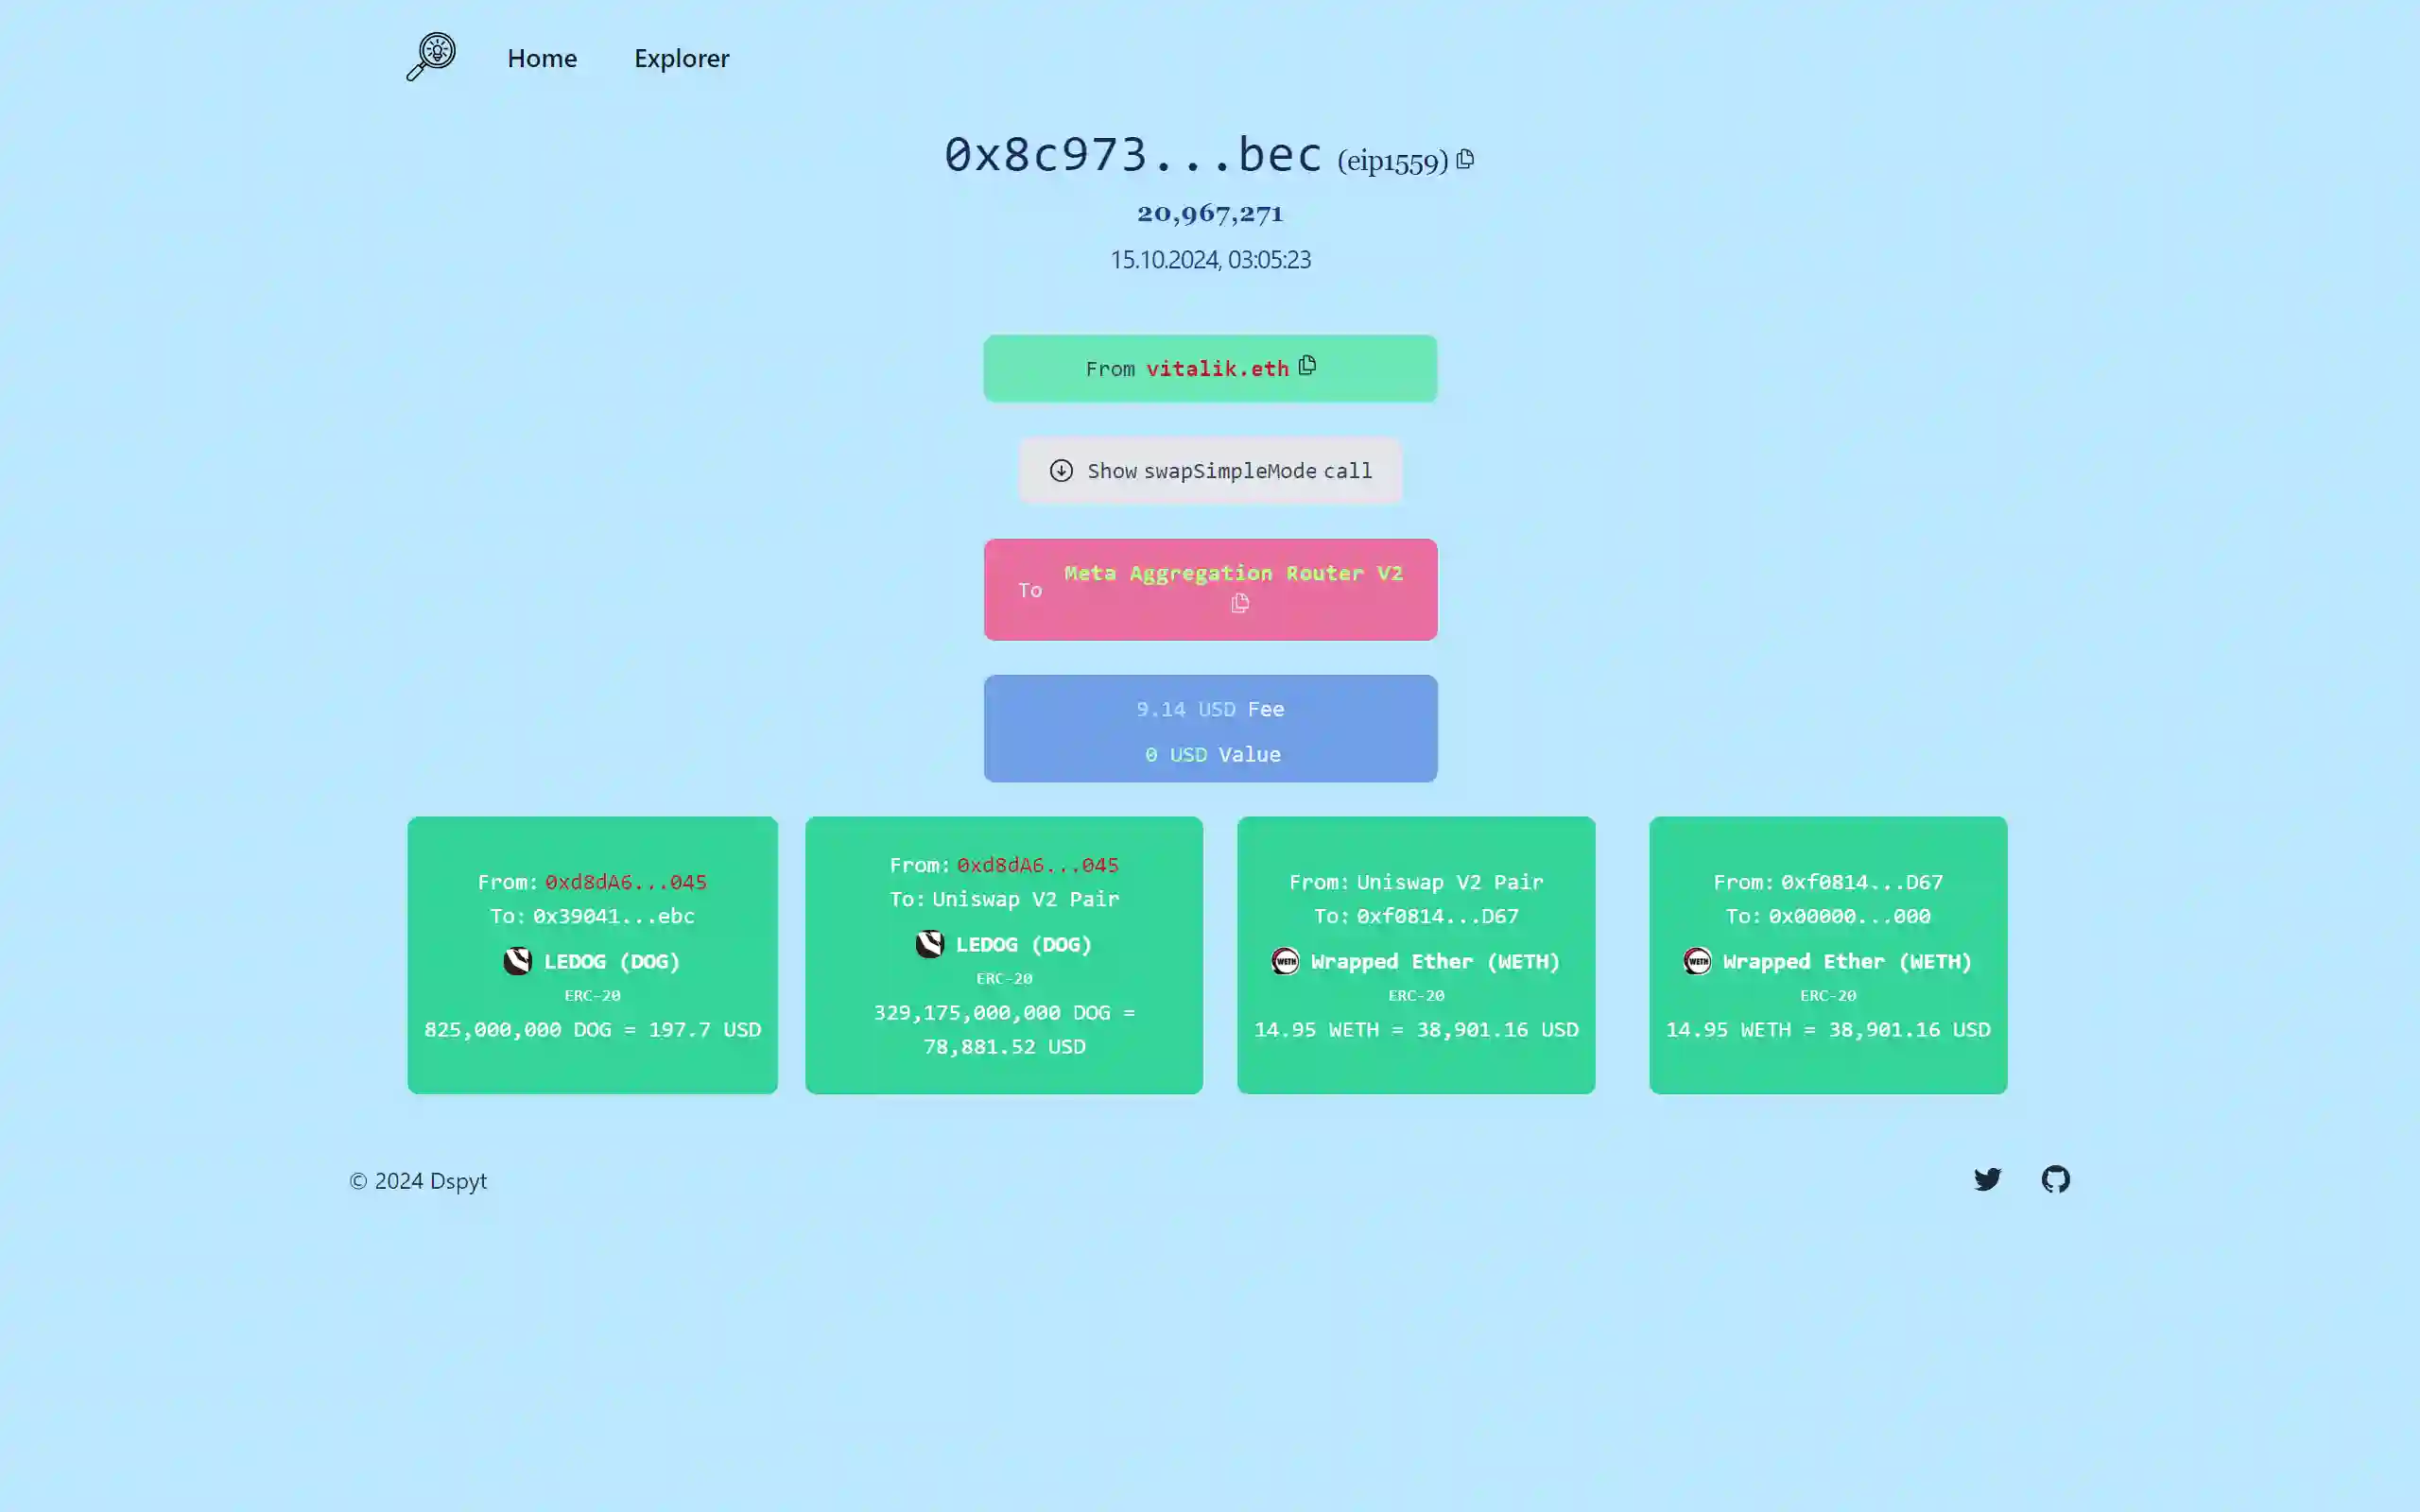 Home Explorer
0x8c973...bec (eip1559)
20,967,271
15.10.2024, 03:05:23
From vitalik.eth
Show swapSimpleMode call
To Meta Aggregation Router V2
9.14 USD Fee
0 USD Value
From: 0xd8dA6...045
To: 0x39041...ebc
LEDOG (DOG)
ERC-20
825,000,000 DOG = 197.7 USD
From: 0xd8dA6...045
To: Uniswap V2 Pair
LEDOG (DOG)
ERC-20
329,175,000,000 DOG =
78,881.52 USD
From: Uniswap V2 Pair
To: 0xf0814...D67
WETH Wrapped Ether (WETH)
ERC-20
14.95 WETH = 38,901.16 USD
From: 0xf0814...D67
To: 0x00000...000
WETH Wrapped Ether (WETH)
ERC-20
14.95 WETH = 38,901.16 USD
© 2024 Dspyt